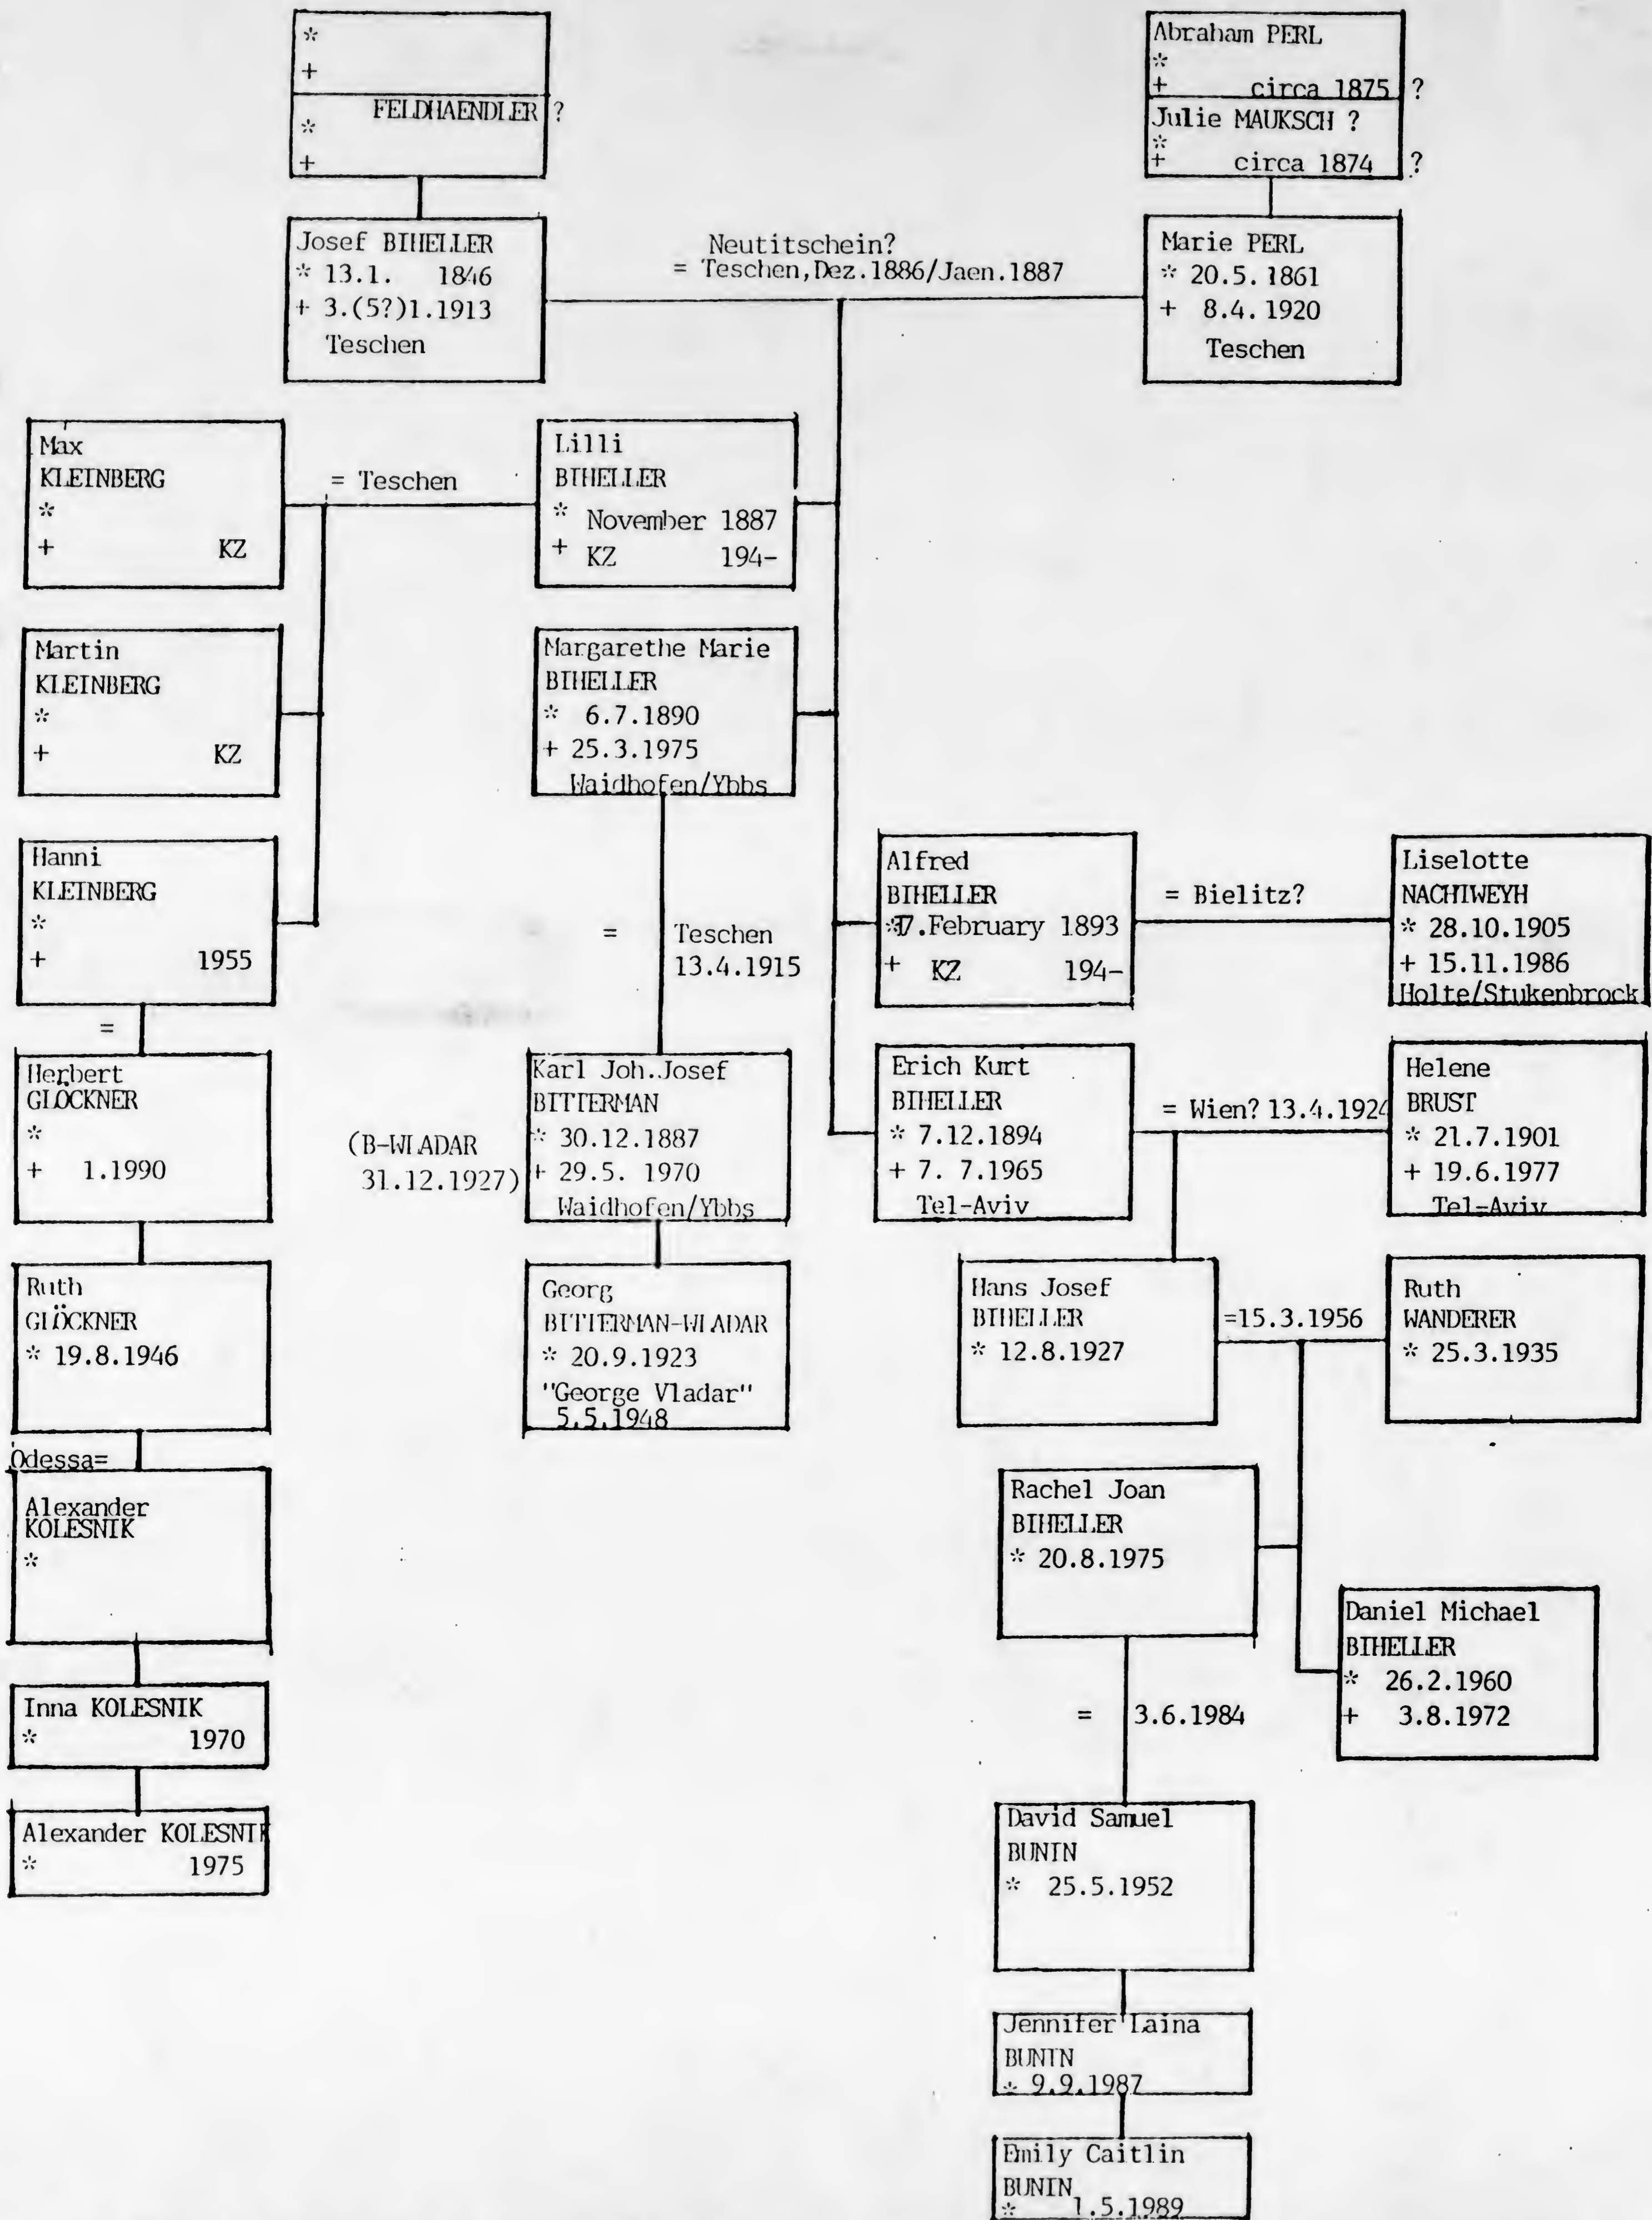 *
+
FELDHAENDLER ?
*
+
Abraham PERL
*
+ circa 1875 ?
Julie MAUKSCH ?
*
+ circa 1874 ?
Josef BIHELLER
* 13.1. 1846
+ 3.(5?)1.1913
Teschen
Neutitschein?
= Teschen,Dez.1886/Jaen.1887
Marie PERL
* 20.5.1861
+ 8.4.1920
Teschen
Max
KLEINBERG
*
+ KZ
= Teschen
Lilli
BIHELLER
* November 1887
+ KZ 194-
Martin
KLEINBERG
*
+ KZ
Margarethe Marie
BIHELLER
* 6.7.1890
+ 25.3.1975
Waidhofen/Ybbs
Hanni
KLEINBERG
*
+ 1955
=
= Teschen
13.4.1915
Alfred
BIHELLER
*17.February 1893
+ KZ 194-
= Bielitz?
Liselotte
NACHTWEYH
* 28.10.1905
+ 15.11.1986
Holte/Stukenbrock
Herbert
GLÖCKNER
*
+ 1.1990
(B-WLADAR
31.12.1927)
Karl Joh.Josef
BITTERMAN
* 30.12.1887
+ 29.5. 1970
Waidhofen/Ybbs
Erich Kurt
BIHELLER
* 7.12.1894
+ 7. 7.1965
Tel-Aviv
= Wien? 13.4.1924
Helene
BRUST
* 21.7.1901
+ 19.6.1977
Tel-Aviv
Ruth
GLÖCKNER
* 19.8.1946
Georg
BITTERMAN-WLADAR
* 20.9.1923
"George Vladar"
5.5.1948
Hans Josef
BIHELLER
* 12.8.1927
=15.3.1956
Ruth
WANDERER
* 25.3.1935
Odessa=
Alexander
KOLESNIK
*
Rachel Joan
BIHELLER
* 20.8.1975
Daniel Michael
BIHELLER
* 26.2.1960
+ 3.8.1972
Inna KOLESNIK
* 1970
= 3.6.1984
Alexander KOLESNIK
* 1975
David Samuel
BUNIN
* 25.5.1952
Jennifer Laina
BUNIN
* 9.9.1987
Emily Caitlin
BUNIN
* 1.5.1989